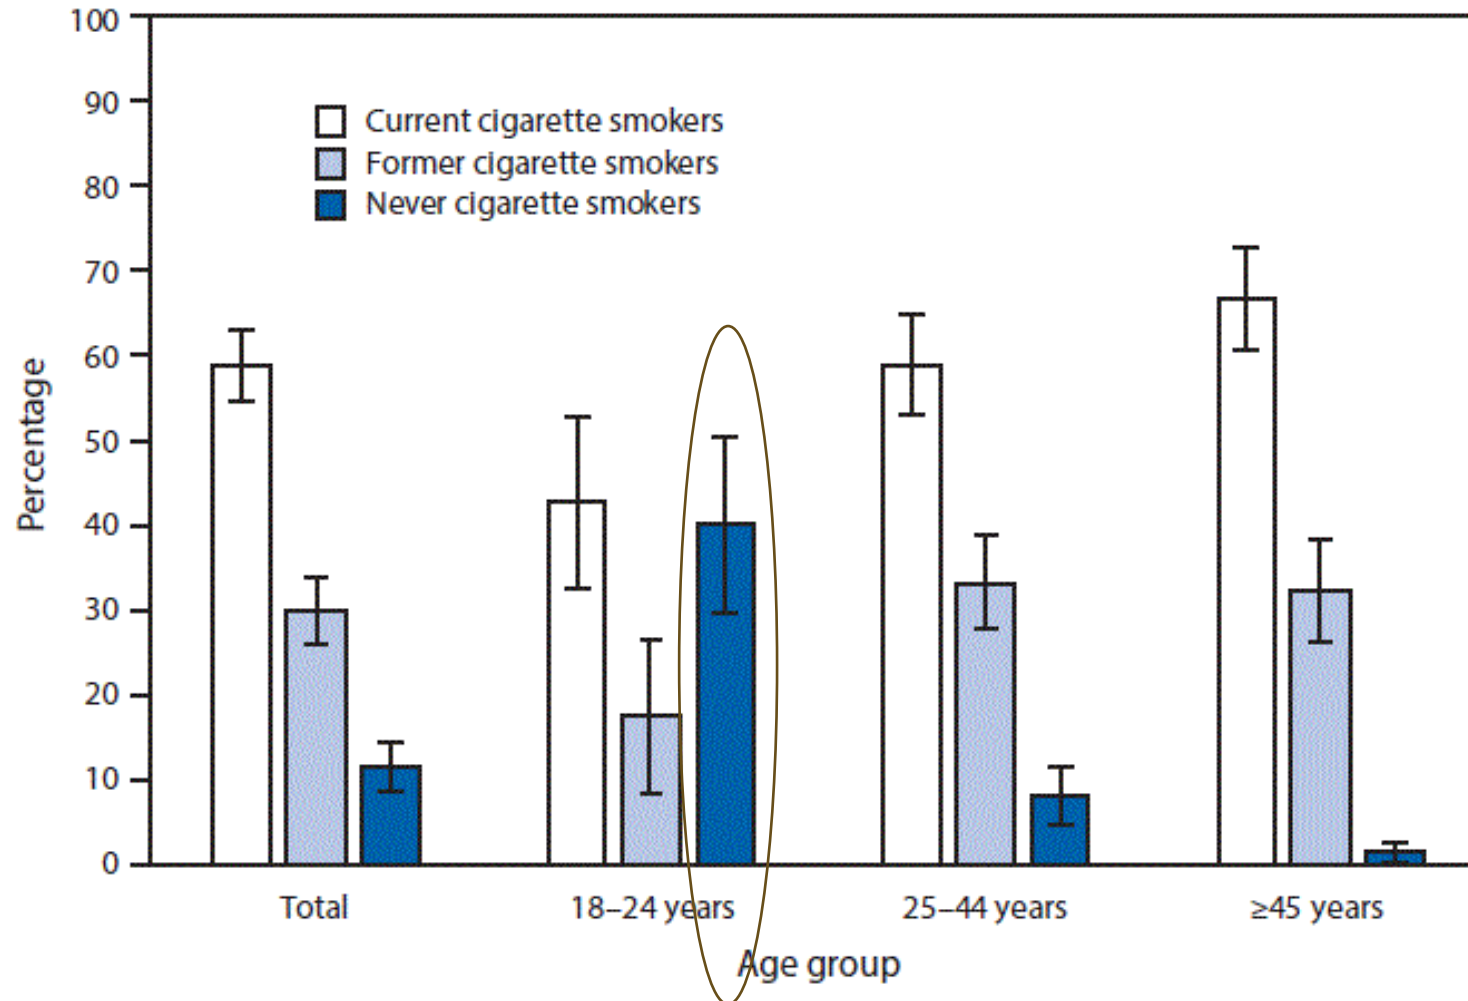 100
90
80
70
60
50
40
30
20
10
0
Percentage
Current cigarette smokers
Former cigarette smokers
Never cigarette smokers
Total
18–24 years
25–44 years
≥45 years
Age group